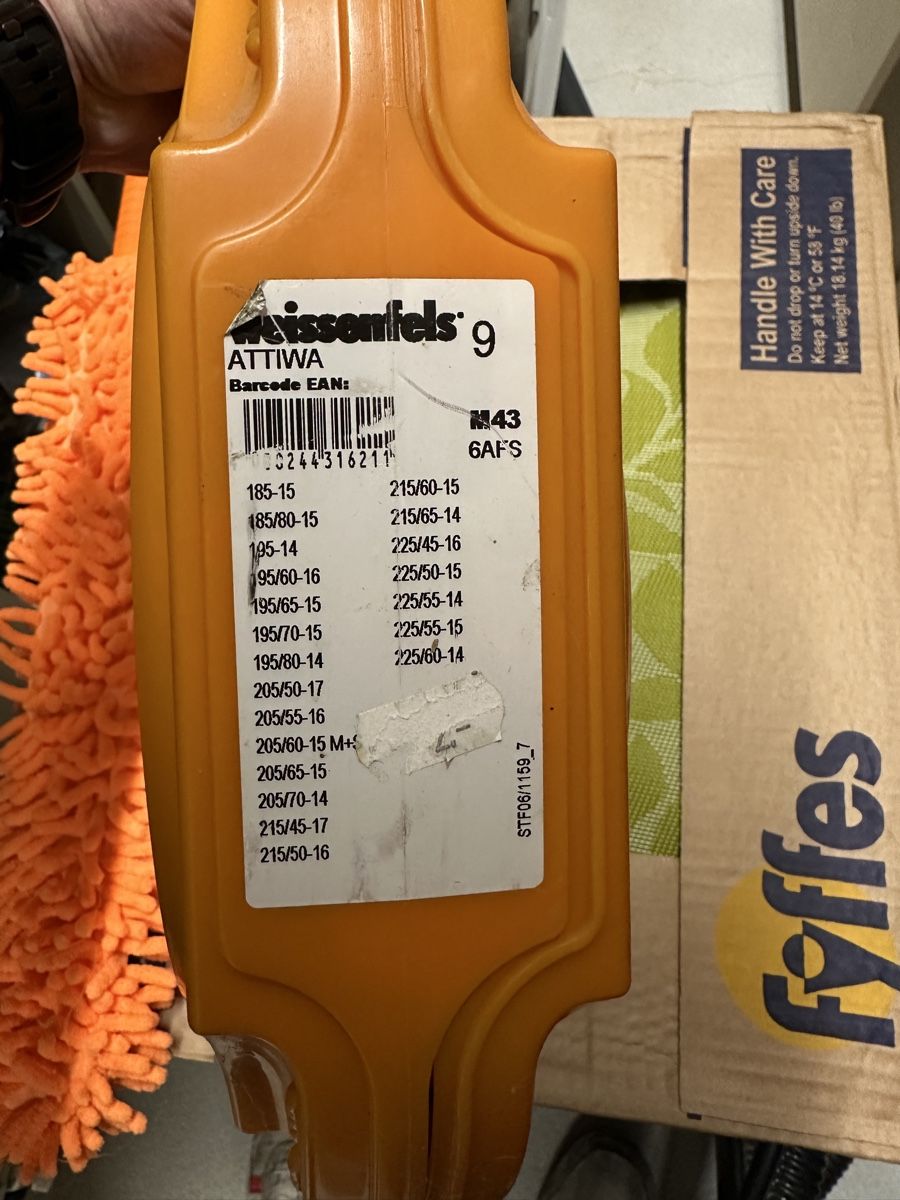 weissenfels 9
ATTIWA
Barcode EAN:
M43
6AFS
244316211
185-15
185/80-15
195-14
195/60-16
195/65-15
195/70-15
195/80-14
205/50-17
205/55-16
205/60-15 M+S
205/65-15
205/70-14
215/45-17
215/50-16
215/60-15
215/65-14
225/45-16
225/50-15
225/55-14
225/55-15
225/60-14
STF06/1159_7
Handle With Care
Do not drop or turn upside down.
Keep at 14 °C or 58 °F
Net weight 18.14 kg (40 lb)
Fyffes